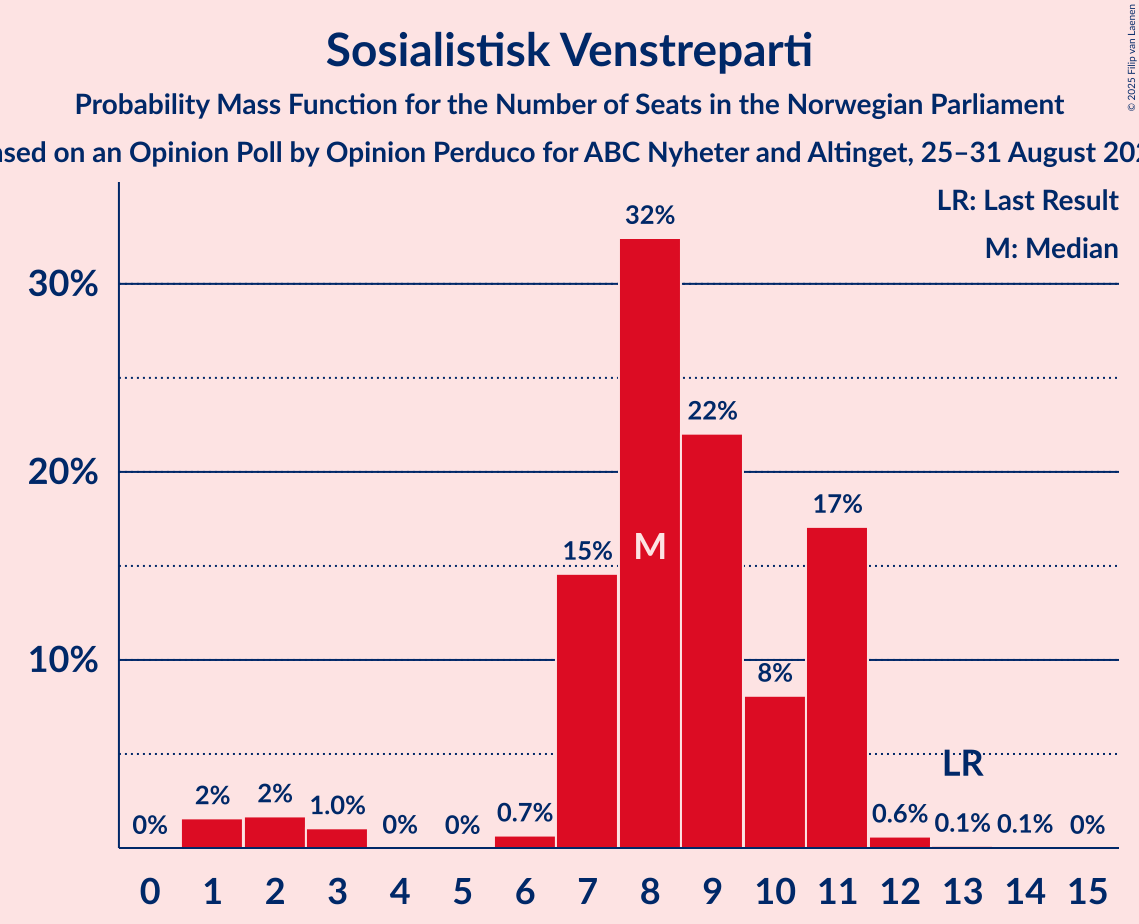 Sosialistisk Venstreparti
Probability Mass Function for the Number of Seats in the Norwegian Parliament
on an Opinion Poll by Opinion Perduco for ABC Nyheter and Altinget, 25–31 August
© 2025 Filip van Laenen
LR: Last Result
M: Median
30%
20%
10%
0%
2%
2%
1.0%
0%
0%
0.7%
15%
32%
22%
8%
17%
0.6%
0.1%
0.1%
0%
M
LR
0 1 2 3 4 5 6 7 8 9 10 11 12 13 14 15